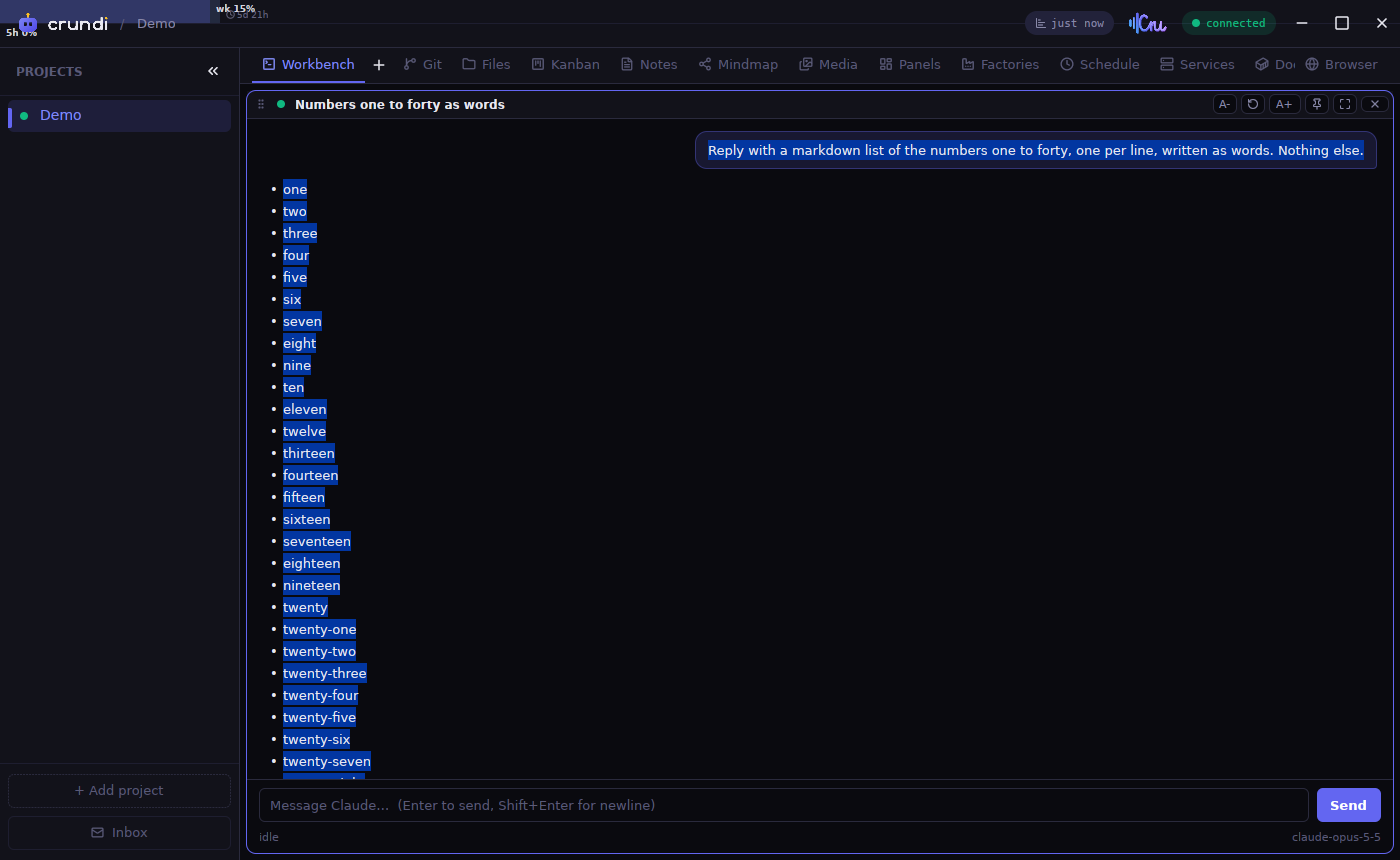 wk 15%
5d 21h
5h 0%
crundi / Demo
just now
Cru
connected
PROJECTS
Workbench
Git
Files
Kanban
Notes
Mindmap
Media
Panels
Factories
Schedule
Services
Browser
Demo
Numbers one to forty as words
A-
A+
Reply with a markdown list of the numbers one to forty, one per line, written as words. Nothing else.
• one
• two
• three
• four
• five
• six
• seven
• eight
• nine
• ten
• eleven
• twelve
• thirteen
• fourteen
• fifteen
• sixteen
• seventeen
• eighteen
• nineteen
• twenty
• twenty-one
• twenty-two
• twenty-three
• twenty-four
• twenty-five
• twenty-six
• twenty-seven
+ Add project
Inbox
Message Claude... (Enter to send, Shift+Enter for newline)
Send
idle
claude-opus-5-5